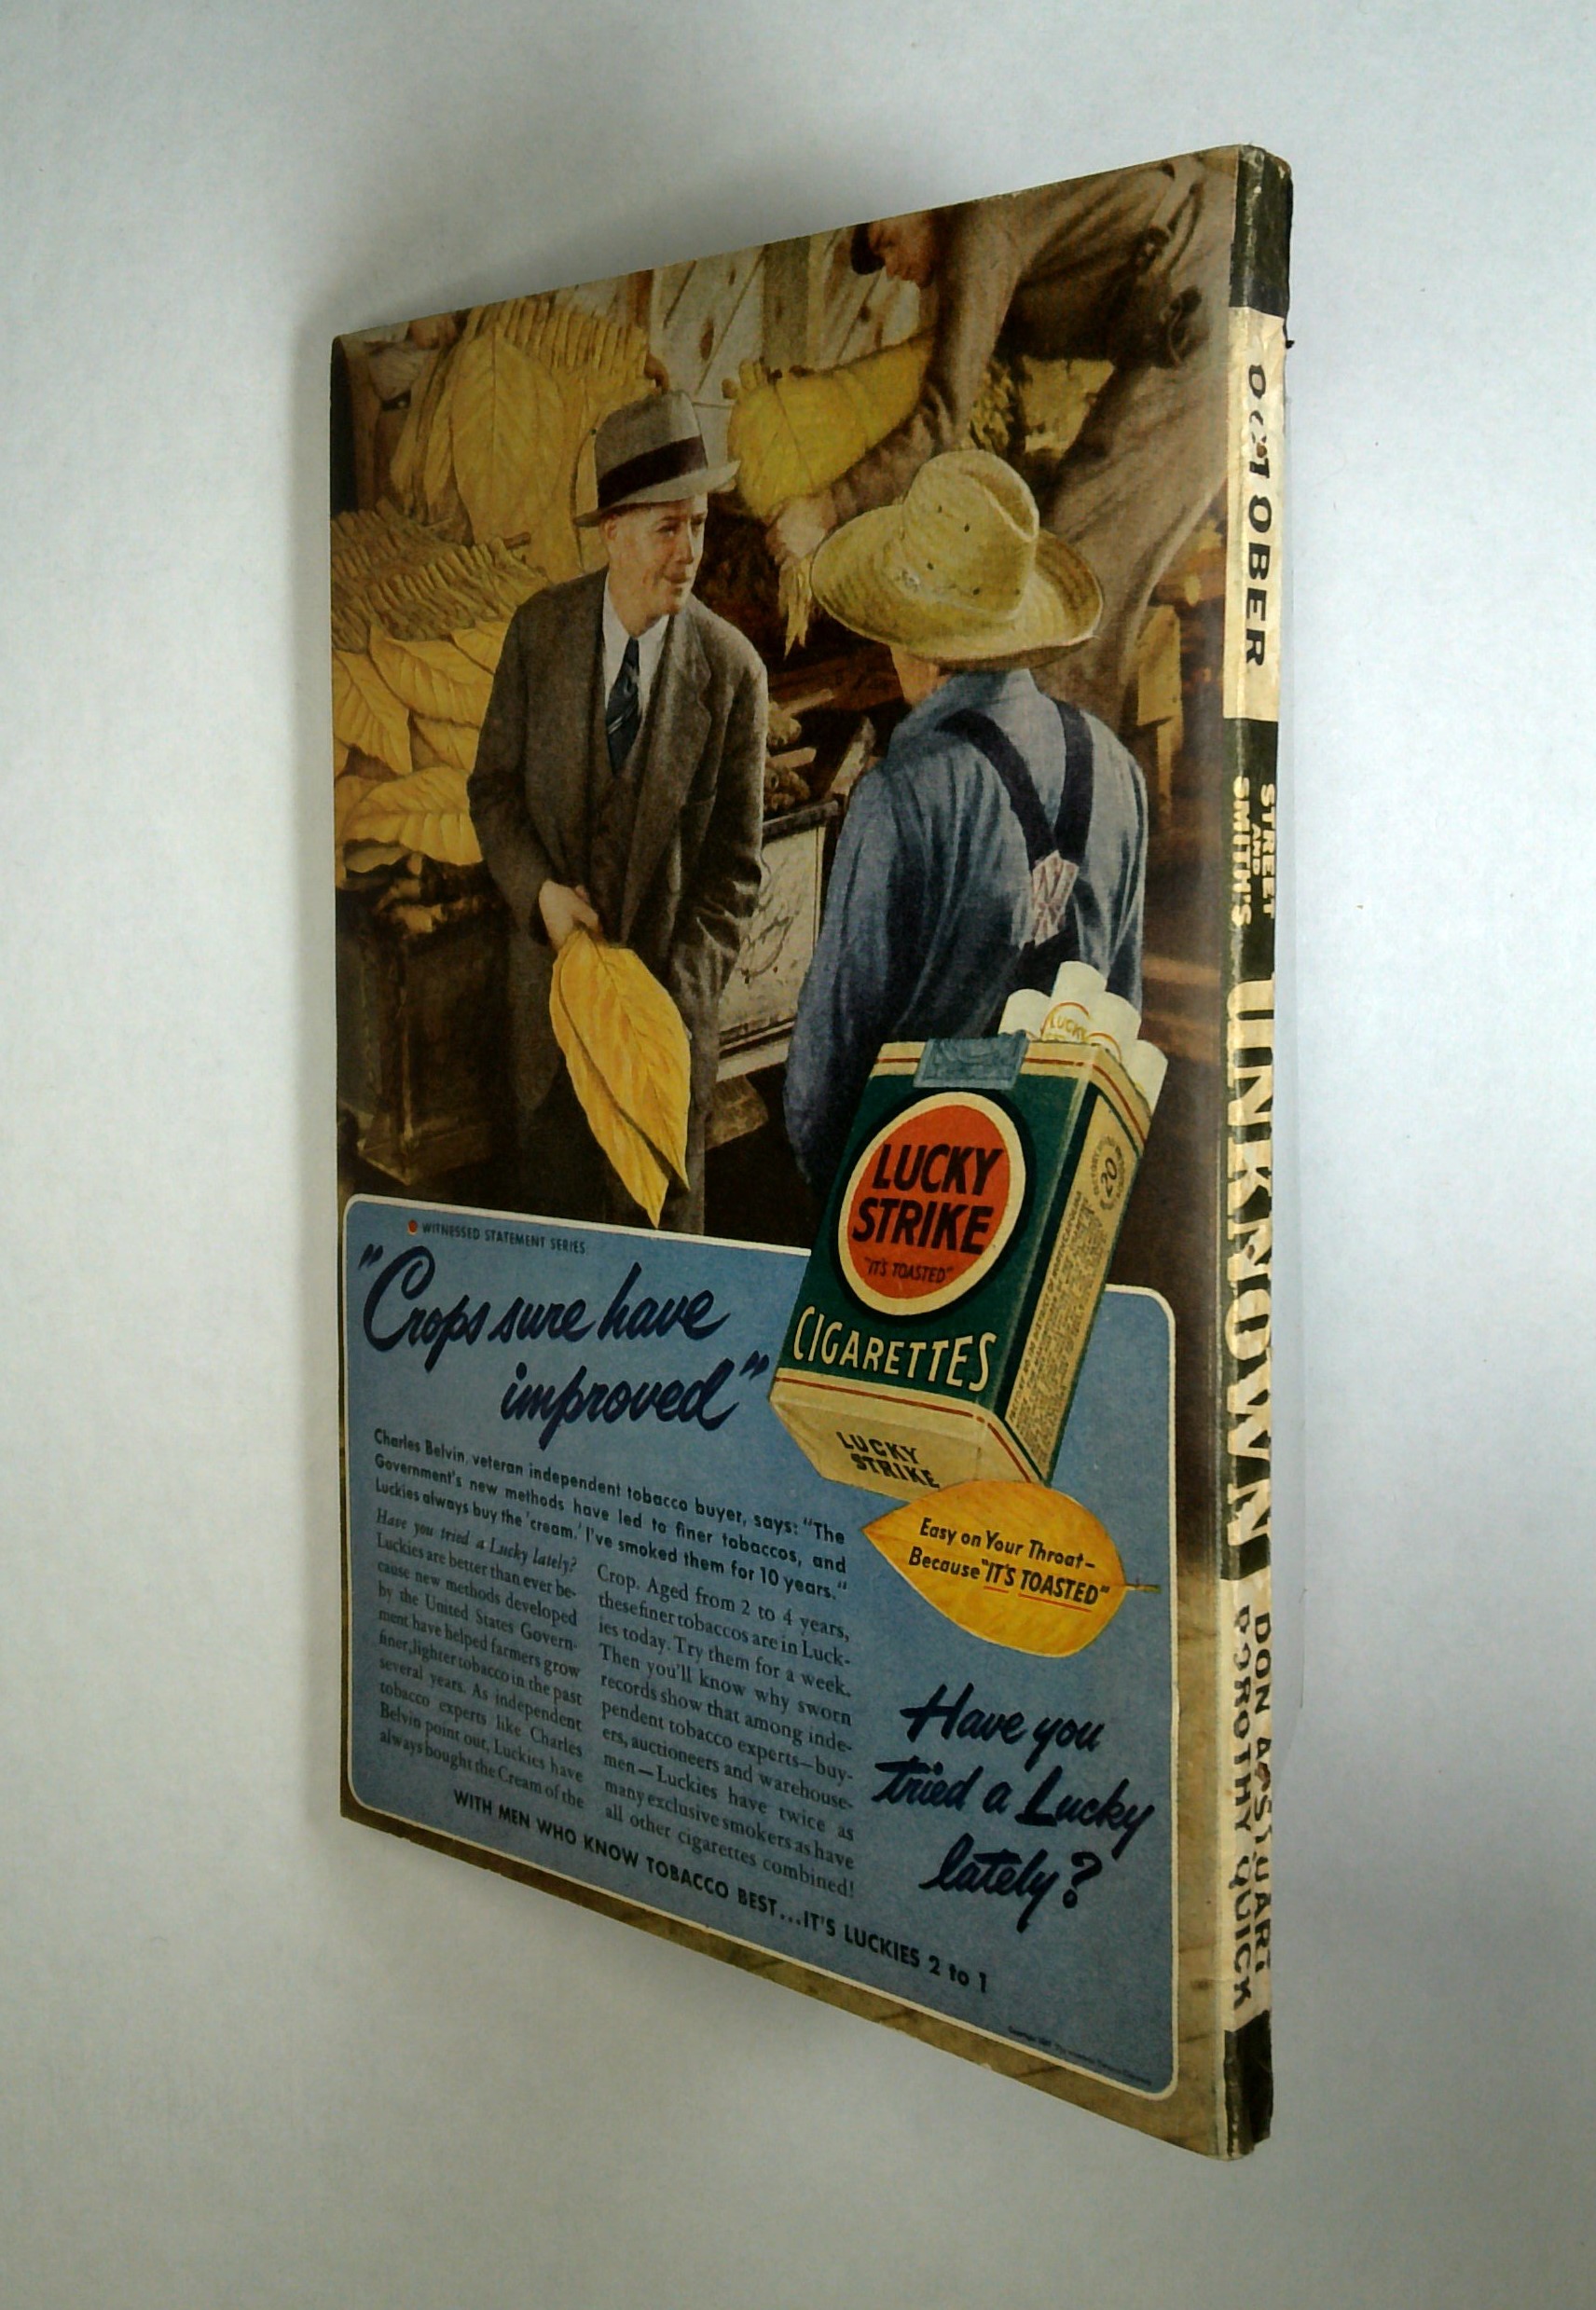 WITNESSED STATEMENT SERIES
"Crops sure have
improved"
Charles Belvin, veteran independent tobacco buyer, says: "The
Government's new methods have led to finer tobaccos, and
Luckies always buy the 'cream.' I've smoked them for 10 years."
Have you tried a Lucky lately?
Luckies are better than ever be-
cause new methods developed
by the United States Govern-
ment have helped farmers grow
finer, lighter tobacco in the past
several years. As independent
tobacco experts like Charles
Belvin point out, Luckies have
always bought the Cream of the
Crop. Aged from 2 to 4 years,
these finer tobaccos are in Luck-
ies today. Try them for a week.
Then you'll know why sworn
records show that among inde-
pendent tobacco experts—buy-
ers, auctioneers and warehouse-
men—Luckies have twice as
many exclusive smokers as have
all other cigarettes combined!
WITH MEN WHO KNOW TOBACCO BEST...IT'S LUCKIES 2 to 1
LUCKY
LUCKY
STRIKE
"IT'S TOASTED"
CIGARETTES
LUCKY
STRIKE
20
Easy on Your Throat—
Because "IT'S TOASTED"
Have you
tried a Lucky
lately?
OCTOBER
STREET
AND
SMITH'S
UNKNOWN
DON A. STUART
DOROTHY QUICK